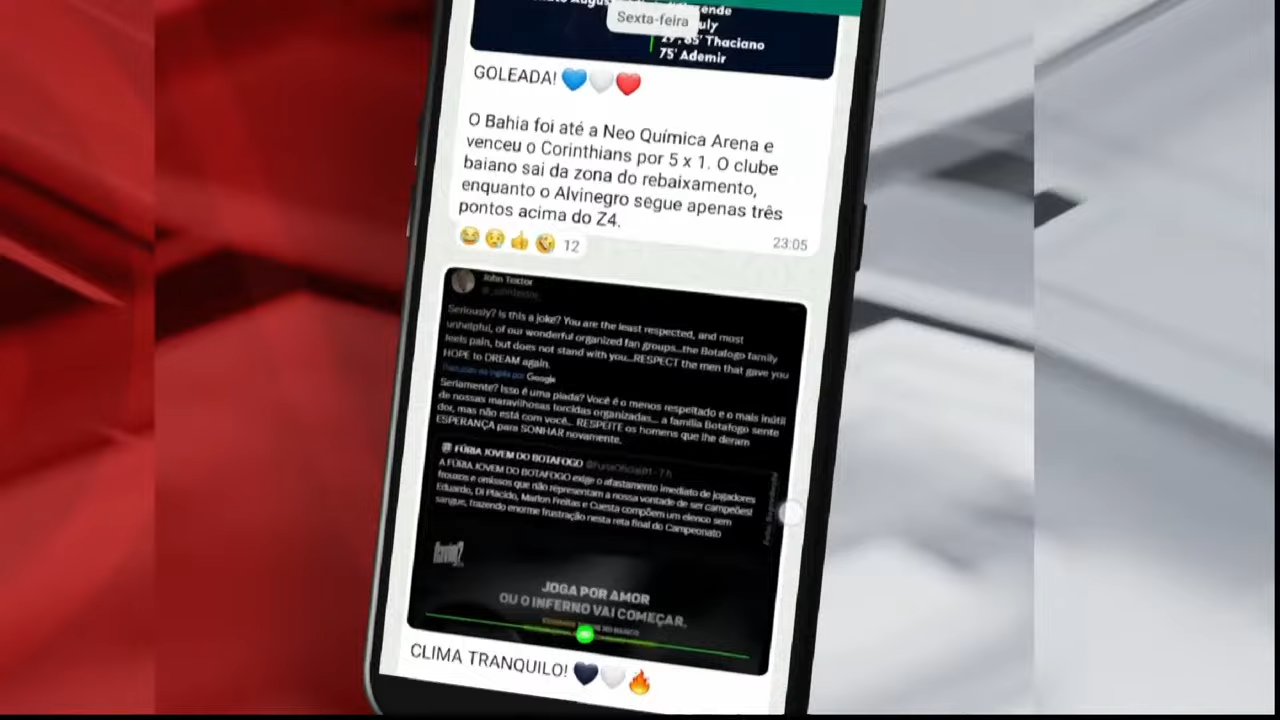 Sexta-feira
Thaciano
75' Ademir
GOLEADA! 💙🤍❤️
O Bahia foi até a Neo Química Arena e
venceu o Corinthians por 5 x 1. O clube
baiano sai da zona do rebaixamento,
enquanto o Alvinegro segue apenas três
pontos acima do Z4.
12
23:05
John Textor
Seriously? Is this a joke? You are the least respected, and most
unhelpful, of our wonderful organized fan groups...the Botafogo family
feels pain, but does not stand with you...RESPECT the men that gave you
HOPE to DREAM again.
Google
Seriamente? Isso é uma piada? Você é o menos respeitado e o mais inútil
de nossas maravilhosas torcidas organizadas... a família Botafogo sente
dor, mas não está com você... RESPEITE os homens que lhe deram
ESPERANÇA para SONHAR novamente.
FÚRIA JOVEM DO BOTAFOGO
A FÚRIA JOVEM DO BOTAFOGO exige o afastamento imediato de jogadores
frouxos e omissos que não representam a nossa vontade de ser campeões!
Eduardo, Di Plácido, Marlon Freitas e Cuesta compõem um elenco sem
sangue, frazendo enorme frustração nesta reta final do Campeonato
JOGA POR AMOR
OU O INFERNO VAI COMEÇAR.
CLIMA TRANQUILO! 🖤🤍🔥